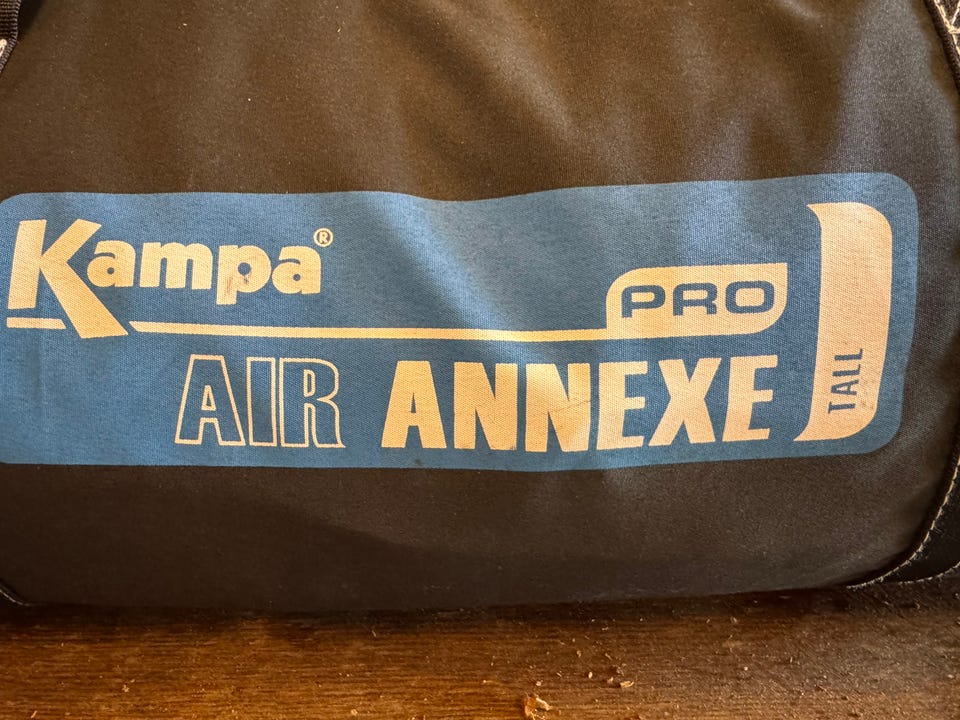 Kampa®
PRO
AIR ANNEXE
TALL